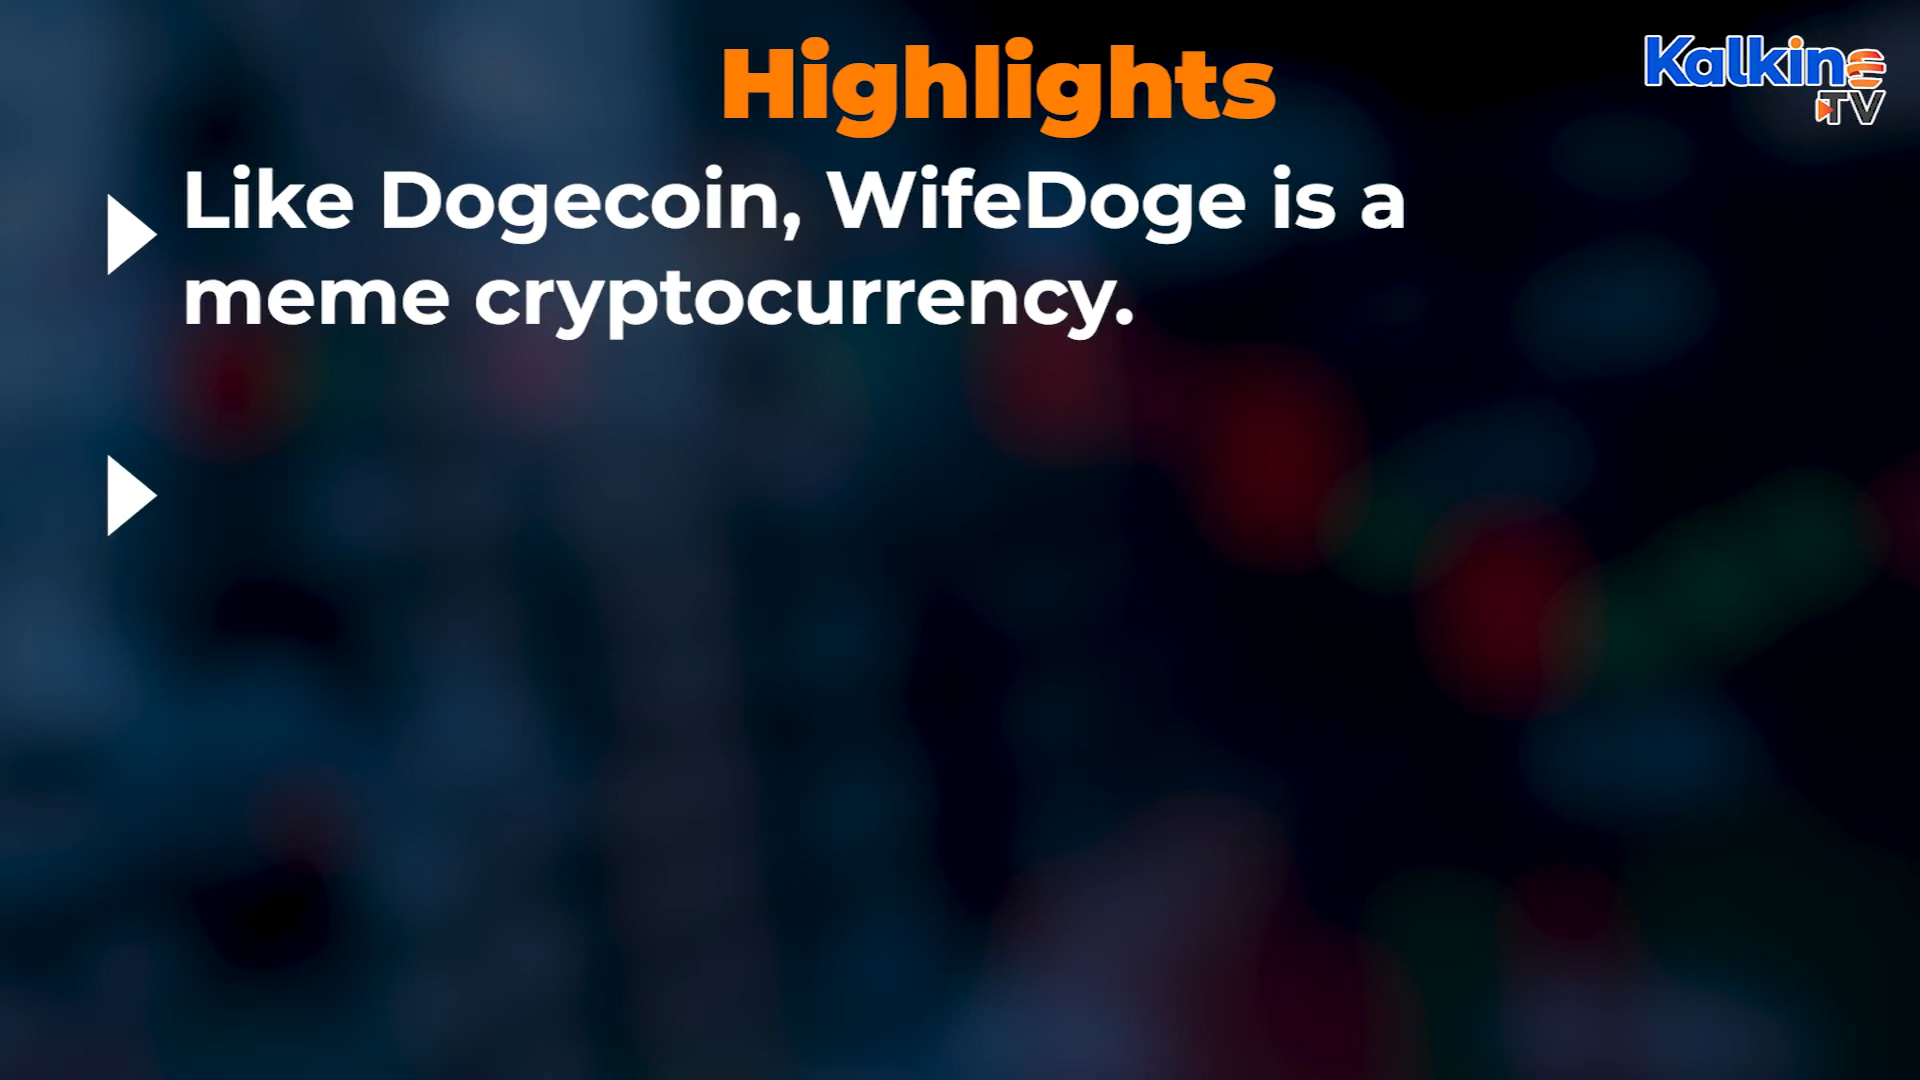 Highlights
Kalkine
TV
Like Dogecoin, WifeDoge is a
meme cryptocurrency.